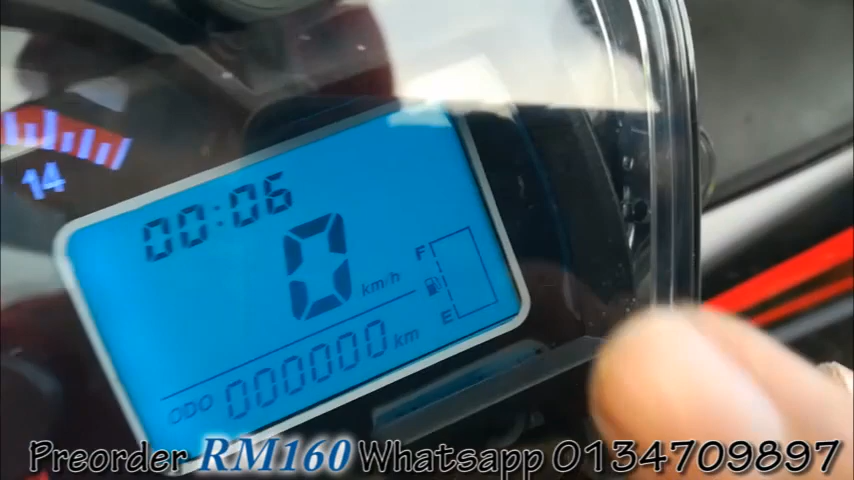 14
00:06
0 km/h
F
E
ODO 000000 km
Preorder RM160 Whatsapp 0134709897